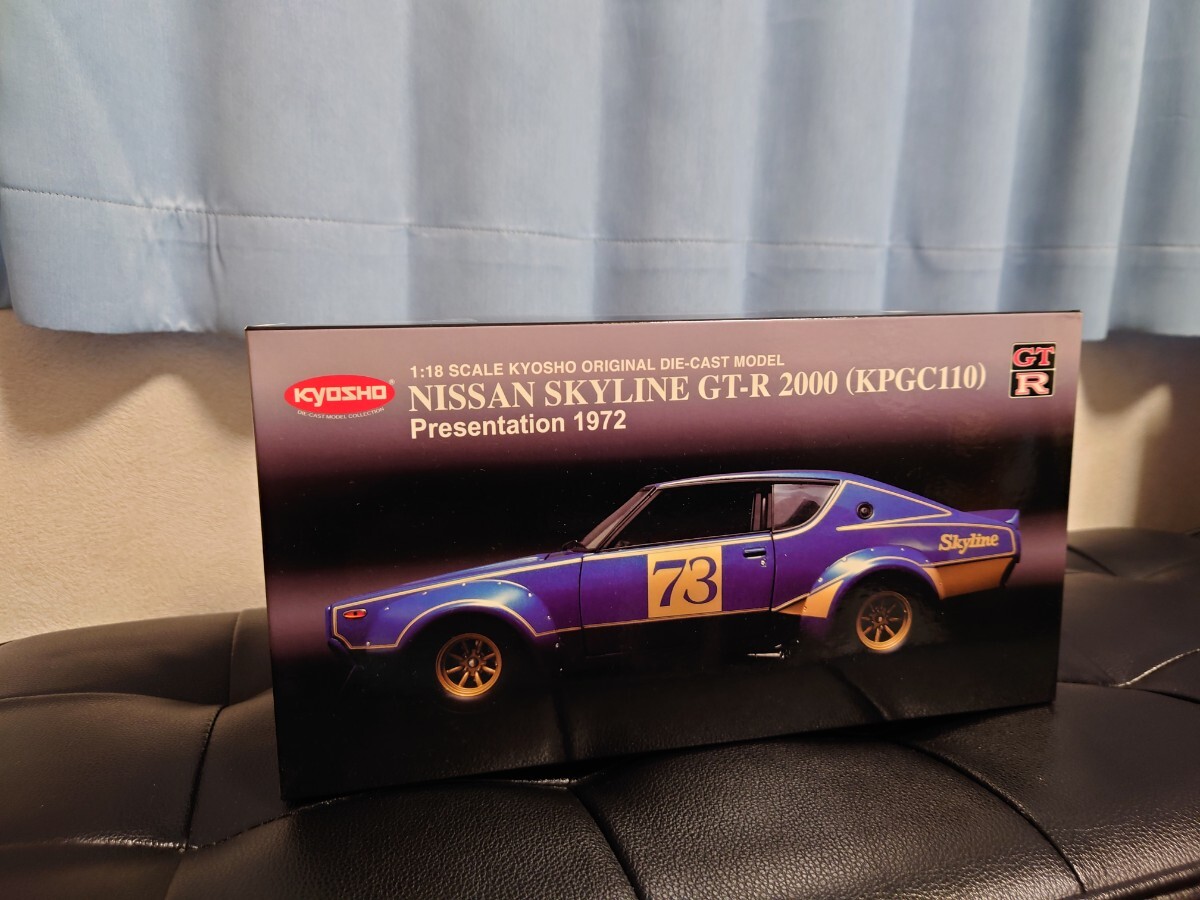 KYOSHO®
DIE-CAST MODEL COLLECTION
1:18 SCALE KYOSHO ORIGINAL DIE-CAST MODEL
NISSAN SKYLINE GT-R 2000 (KPGC110)
Presentation 1972
GT
R
73
Skyline